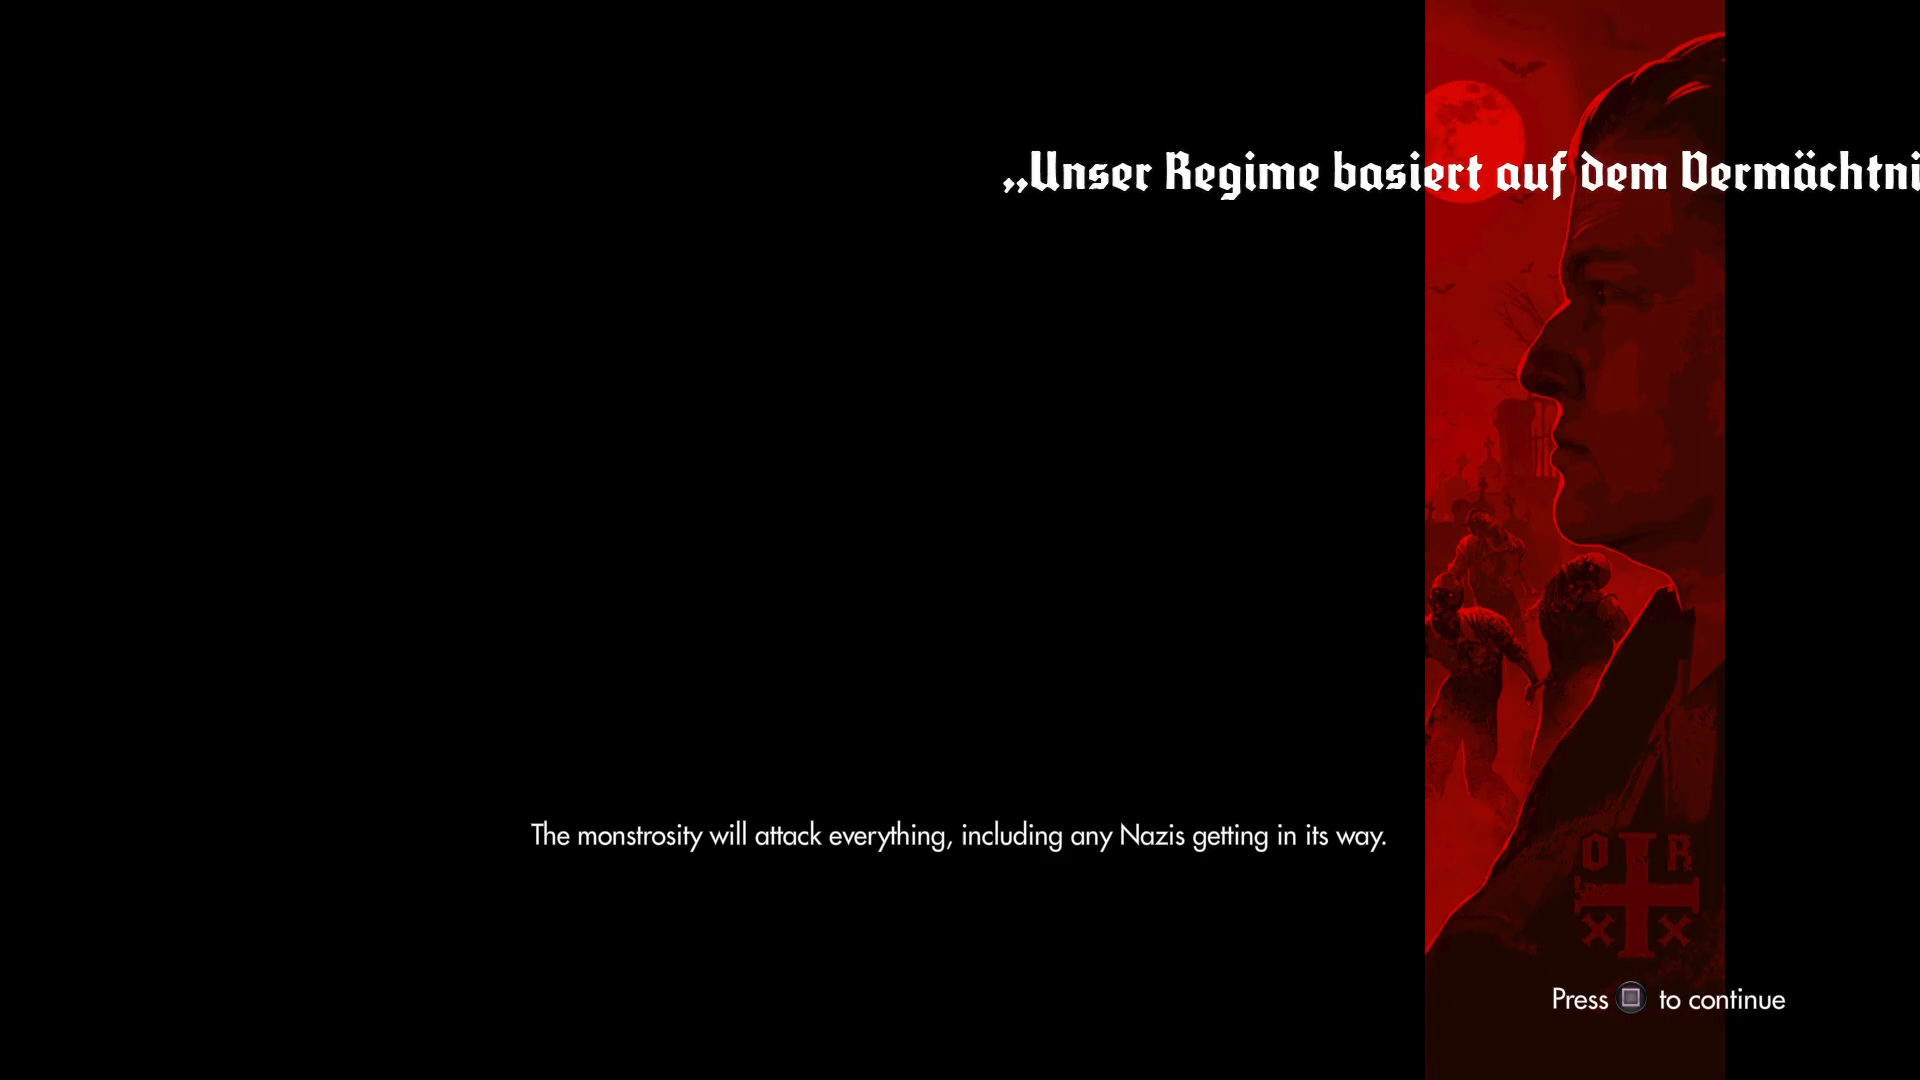 „Unser Regime basiert auf dem Vermächtni
The monstrosity will attack everything, including any Nazis getting in its way.
O R
X X
Press to continue